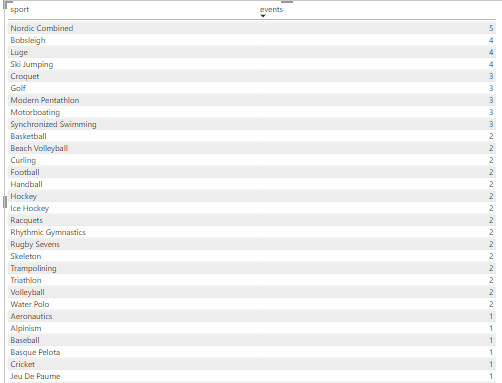 sport events
Nordic Combined 5
Bobsleigh 4
Luge 4
Ski Jumping 4
Croquet 3
Golf 3
Modern Pentathlon 3
Motorboating 3
Synchronized Swimming 3
Basketball 2
Beach Volleyball 2
Curling 2
Football 2
Handball 2
Hockey 2
Ice Hockey 2
Racquets 2
Rhythmic Gymnastics 2
Rugby Sevens 2
Skeleton 2
Trampolining 2
Triathlon 2
Volleyball 2
Water Polo 2
Aeronautics 1
Alpinism 1
Baseball 1
Basque Pelota 1
Cricket 1
Jeu De Paume 1